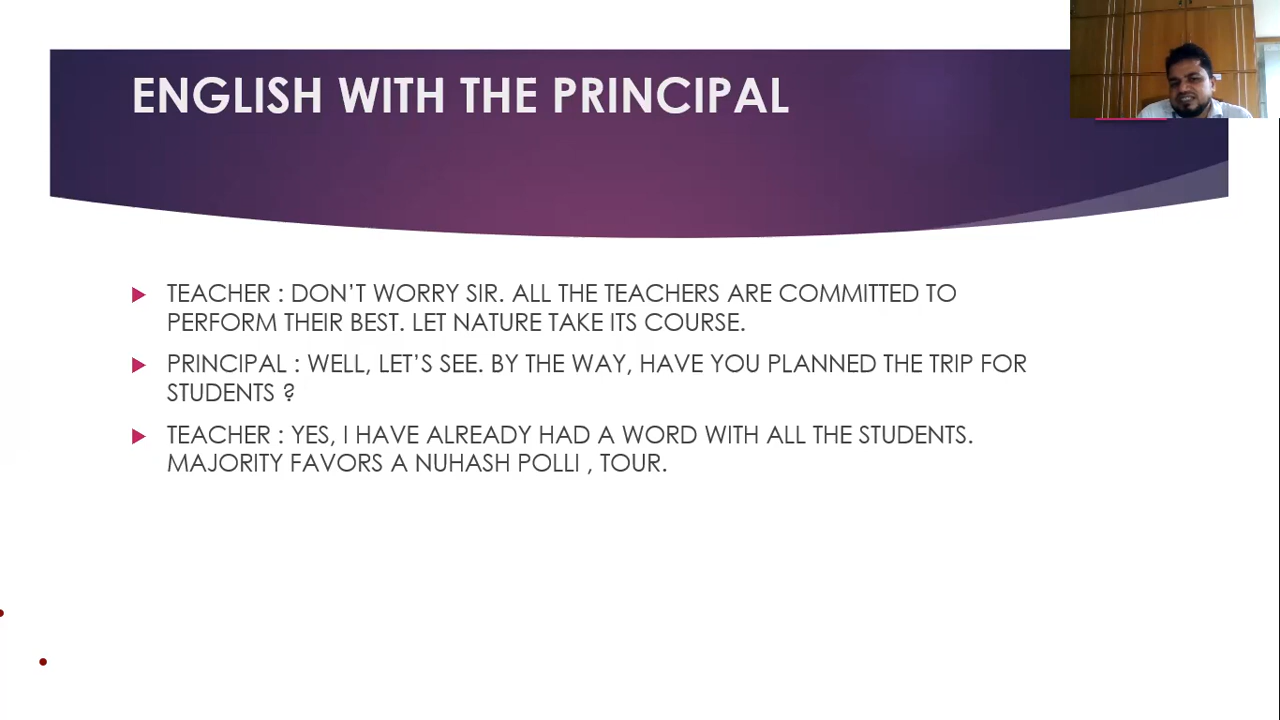 ENGLISH WITH THE PRINCIPAL
TEACHER : DON'T WORRY SIR. ALL THE TEACHERS ARE COMMITTED TO
PERFORM THEIR BEST. LET NATURE TAKE ITS COURSE.
PRINCIPAL : WELL, LET'S SEE. BY THE WAY, HAVE YOU PLANNED THE TRIP FOR
STUDENTS ?
TEACHER : YES, I HAVE ALREADY HAD A WORD WITH ALL THE STUDENTS.
MAJORITY FAVORS A NUHASH POLLI , TOUR.